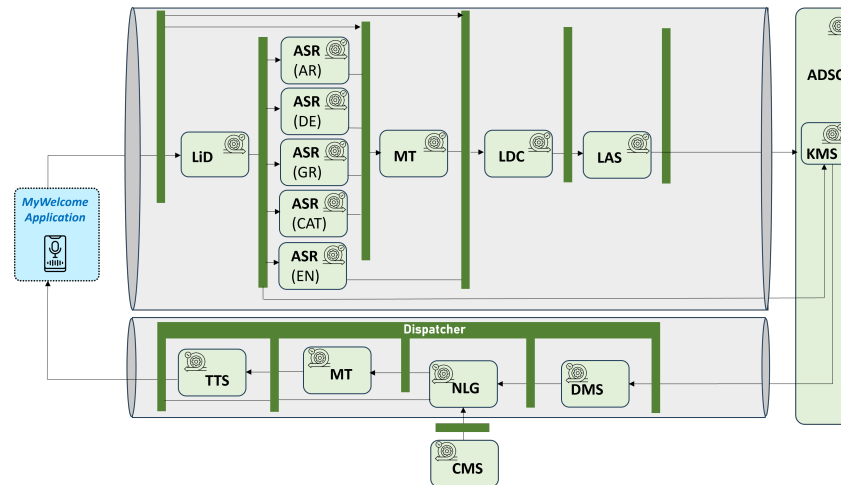 MyWelcome
Application
LiD
ASR
(AR)
ASR
(DE)
ASR
(GR)
ASR
(CAT)
ASR
(EN)
MT
LDC
LAS
KMS
Dispatcher
TTS
MT
NLG
DMS
CMS